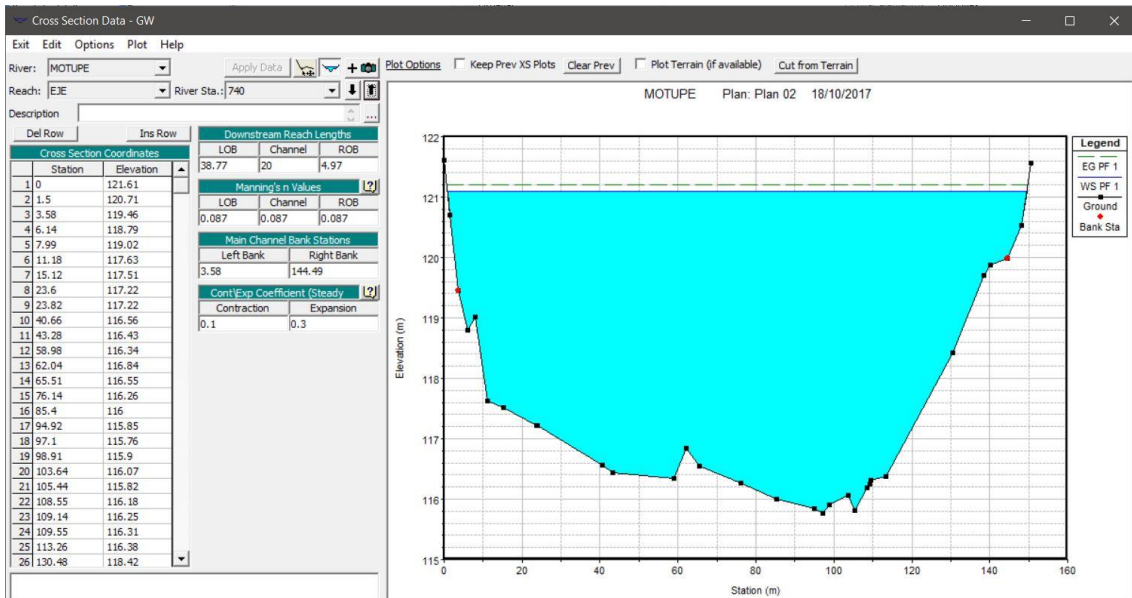 Cross Section Data - GW
Exit Edit Options Plot Help
River: MOTUPE Apply Data Plot Options Keep Prev XS Plots Clear Prev Plot Terrain (if available) Cut from Terrain
Reach: EJE River Sta.: 740
Description ...
Del Row Ins Row
Cross Section Coordinates
Station Elevation
1 0 121.61
2 1.5 120.71
3 3.58 119.46
4 6.14 118.79
5 7.99 119.02
6 11.18 117.63
7 15.12 117.51
8 23.6 117.22
9 23.82 117.22
10 40.66 116.56
11 43.28 116.43
12 58.98 116.34
13 62.04 116.84
14 65.51 116.55
15 76.14 116.26
16 85.4 116
17 94.92 115.85
18 97.1 115.76
19 98.91 115.9
20 103.64 116.07
21 105.44 115.82
22 108.55 116.18
23 109.14 116.25
24 109.55 116.31
25 113.26 116.38
26 130.48 118.42
Downstream Reach Lengths
LOB Channel ROB
38.77 20 4.97
Manning's n Values ?
LOB Channel ROB
0.087 0.087 0.087
Main Channel Bank Stations
Left Bank Right Bank
3.58 144.49
Cont\Exp Coefficient (Steady ?
Contraction Expansion
0.1 0.3
MOTUPE Plan: Plan 02 18/10/2017
122
121
120
119
118
117
116
115
Elevation (m)
0 20 40 60 80 100 120 140 160
Station (m)
Legend
EG PF 1
WS PF 1
Ground
Bank Sta